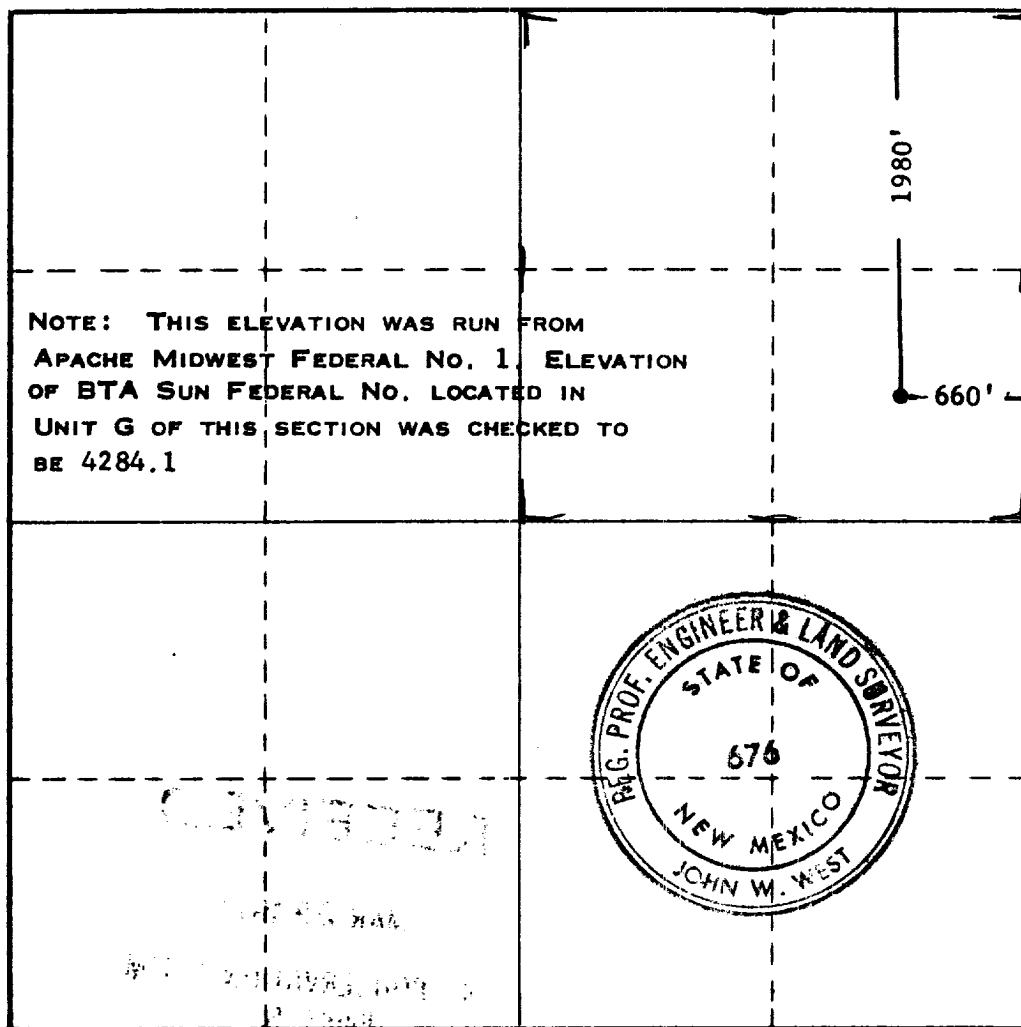 1980'
NOTE: THIS ELEVATION WAS RUN FROM
APACHE MIDWEST FEDERAL NO. 1. ELEVATION
OF BTA SUN FEDERAL NO. LOCATED IN
UNIT G OF THIS SECTION WAS CHECKED TO
BE 4284.1
660'
REG. PROF. ENGINEER & LAND SURVEYOR
STATE OF
676
NEW MEXICO
JOHN W. WEST